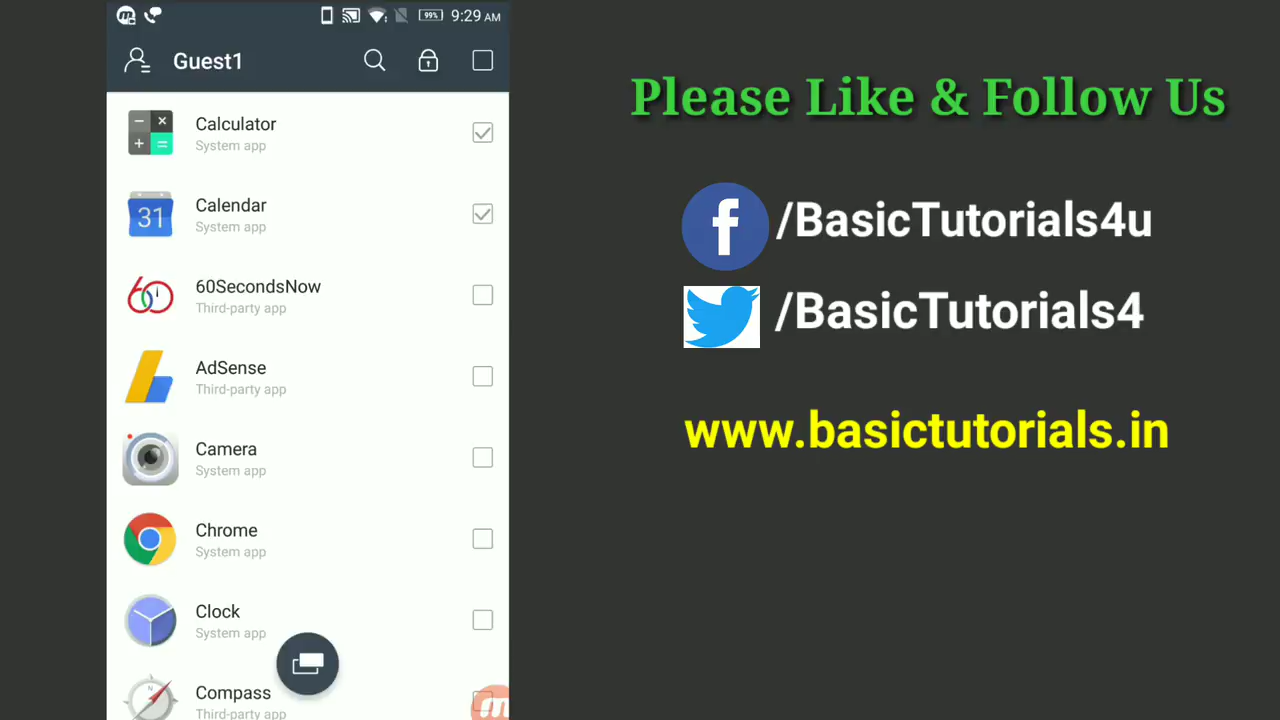 99% 9:29 AM
Guest1
Calculator
System app
31
Calendar
System app
60
60SecondsNow
Third-party app
AdSense
Third-party app
Camera
System app
Chrome
System app
Clock
System app
N
Compass
Third-party app
m
Please Like & Follow Us
f /BasicTutorials4u
/BasicTutorials4
www.basictutorials.in